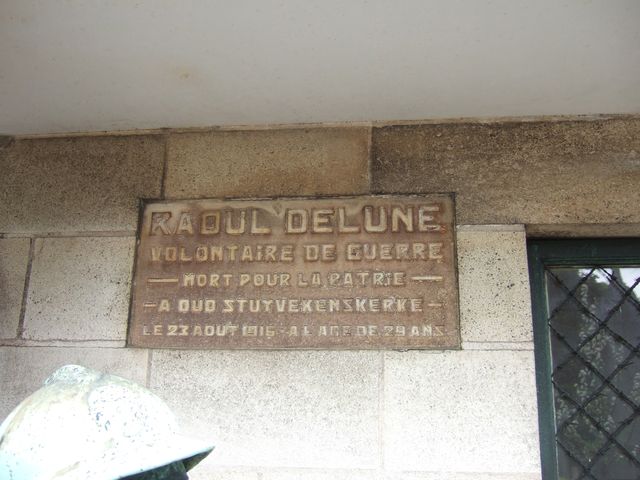 RAOUL DELUNE
VOLONTAIRE DE GUERRE
— MORT POUR LA PATRIE —
– A OUD STUYVEKENSKERKE –
LE 23 AOUT 1916 - A L'AGE DE 29 ANS